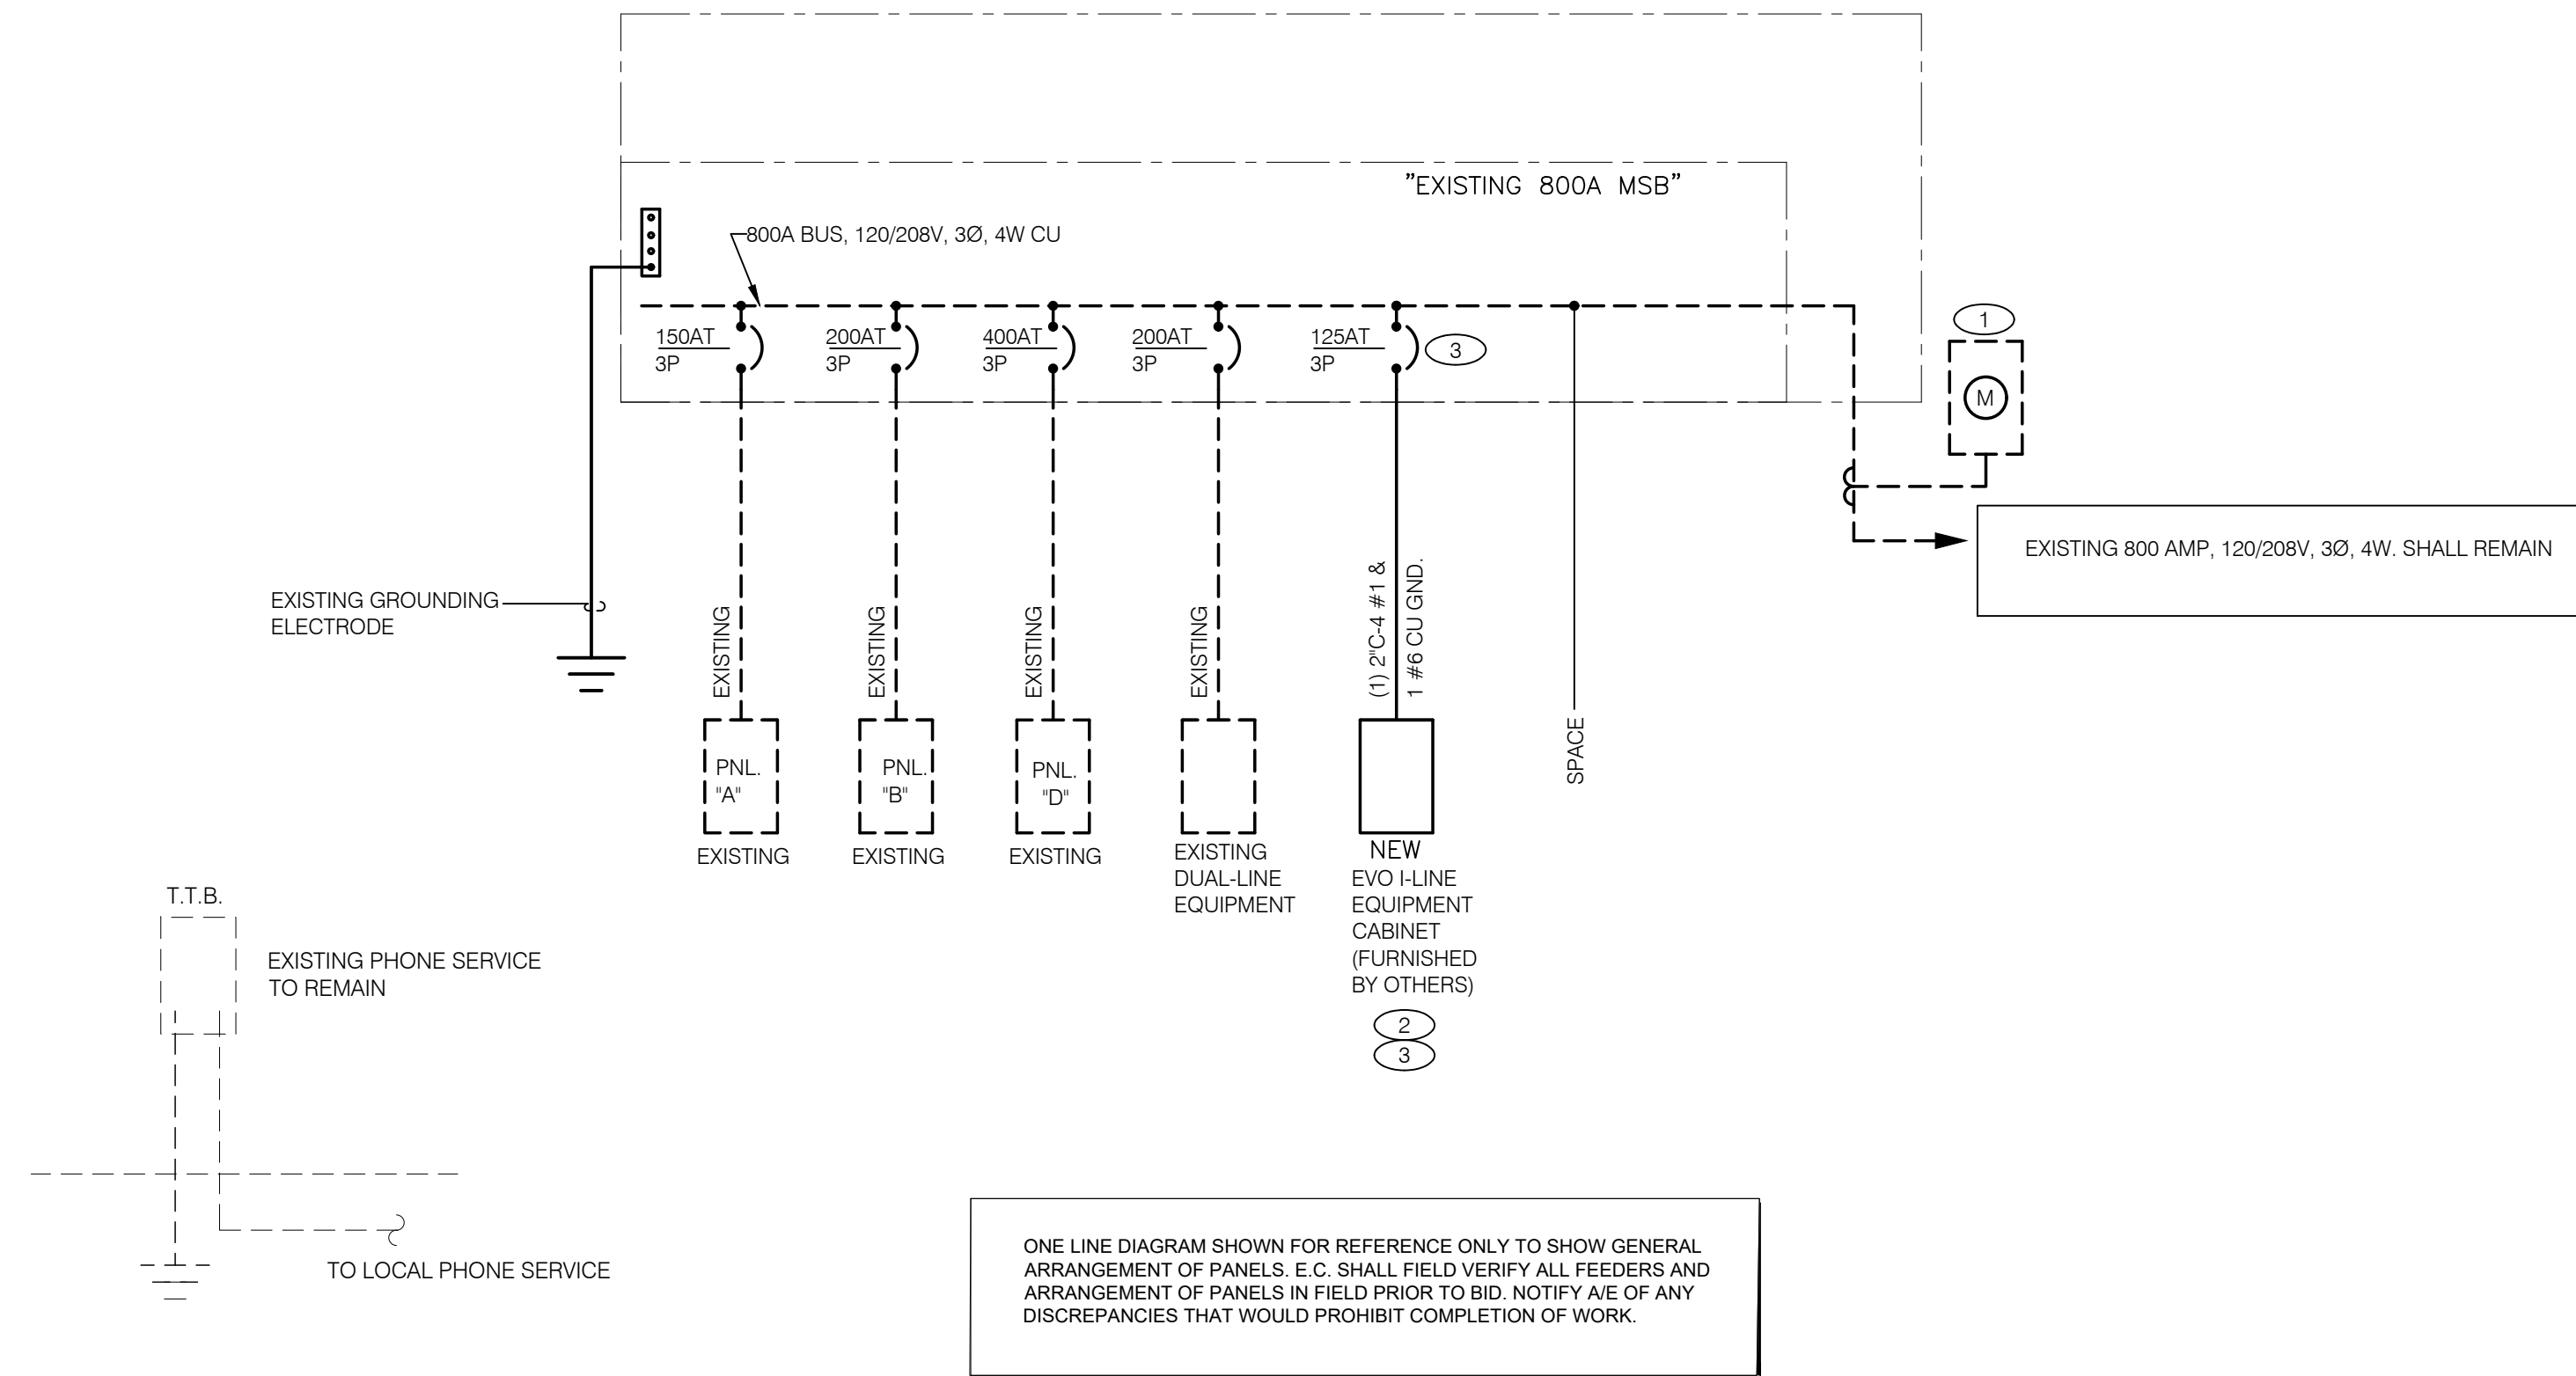 "EXISTING 800A MSB"
800A BUS, 120/208V, 3Ø, 4W CU
150AT
3P
200AT
3P
400AT
3P
200AT
3P
125AT
3P
3
1
M
EXISTING 800 AMP, 120/208V, 3Ø, 4W. SHALL REMAIN
EXISTING GROUNDING
ELECTRODE
EXISTING
EXISTING
EXISTING
EXISTING
(1) 2"C-4 #1 &
1 #6 CU GND.
SPACE
PNL.
"A"
EXISTING
PNL.
"B"
EXISTING
PNL.
"D"
EXISTING
EXISTING
DUAL-LINE
EQUIPMENT
NEW
EVO I-LINE
EQUIPMENT
CABINET
(FURNISHED
BY OTHERS)
2
3
T.T.B.
EXISTING PHONE SERVICE
TO REMAIN
TO LOCAL PHONE SERVICE
ONE LINE DIAGRAM SHOWN FOR REFERENCE ONLY TO SHOW GENERAL
ARRANGEMENT OF PANELS. E.C. SHALL FIELD VERIFY ALL FEEDERS AND
ARRANGEMENT OF PANELS IN FIELD PRIOR TO BID. NOTIFY A/E OF ANY
DISCREPANCIES THAT WOULD PROHIBIT COMPLETION OF WORK.